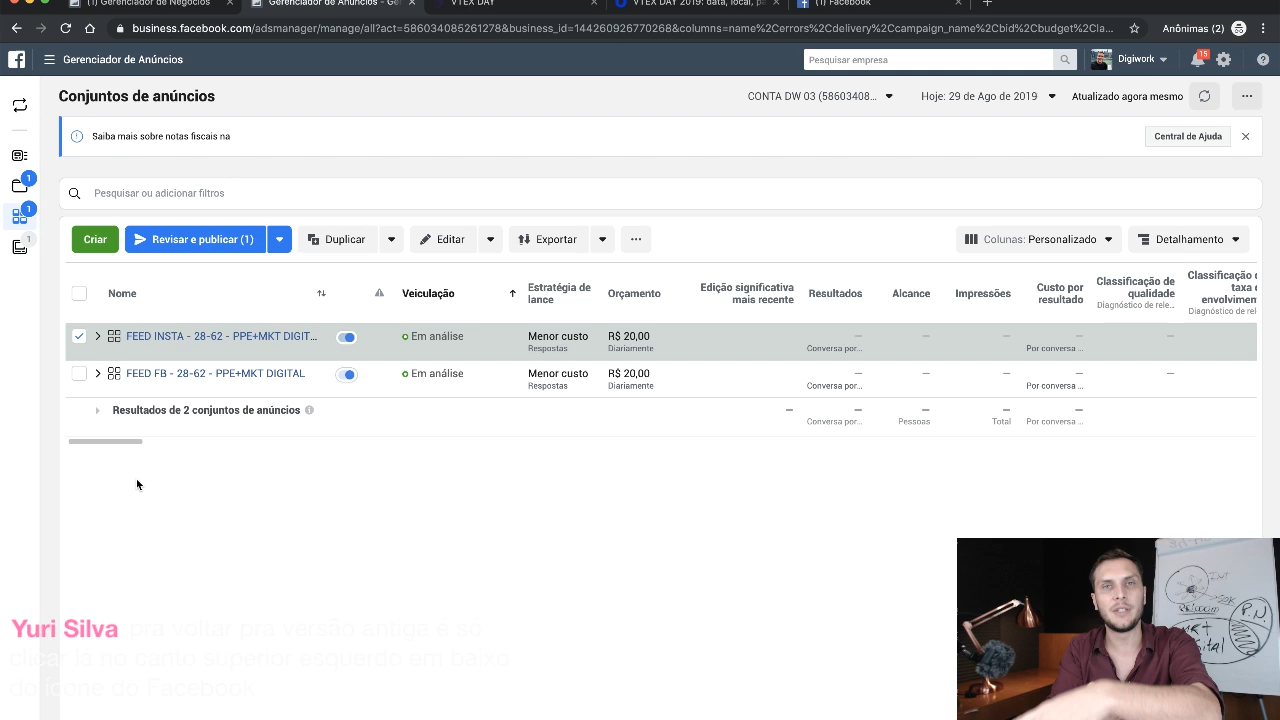 (1) Gerenciador de Negócios
Gerenciador de Anúncios - Ger
VTEX DAY
VTEX DAY 2019: data, local, p
(1) Facebook
business.facebook.com/adsmanager/manage/all?act=586034085261278&business_id=144260926770268&columns=name%2Cerrors%2Cdelivery%2Ccampaign_name%2Cbid%2Cbudget%2Cla...
Anônimas (2)
Gerenciador de Anúncios
Pesquisar empresa
Digiwork
15
Conjuntos de anúncios
CONTA DW 03 (58603408...
Hoje: 29 de Ago de 2019
Atualizado agora mesmo
Saiba mais sobre notas fiscais na
Central de Ajuda
1
1
1
Pesquisar ou adicionar filtros
Criar
Revisar e publicar (1)
Duplicar
Editar
Exportar
Colunas: Personalizado
Detalhamento
Nome
Veiculação
Estratégia de lance
Orçamento
Edição significativa mais recente
Resultados
Alcance
Impressões
Custo por resultado
Classificação de qualidade
Diagnóstico de rele...
Classificação d
taxa d
envolvimen
Diagnóstico de rel
FEED INSTA - 28-62 - PPE+MKT DIGIT...
Em análise
Menor custo
Respostas
R$ 20,00
Diariamente
Conversa por...
Por conversa ...
FEED FB - 28-62 - PPE+MKT DIGITAL
Em análise
Menor custo
Respostas
R$ 20,00
Diariamente
Conversa por...
Por conversa ...
Resultados de 2 conjuntos de anúncios
Conversa por...
Pessoas
Total
Por conversa ...
Yuri Silva pra voltar pra versão antiga é só
clicar lá no canto superior esquerdo em baixo
do ícone do Facebook
P.N